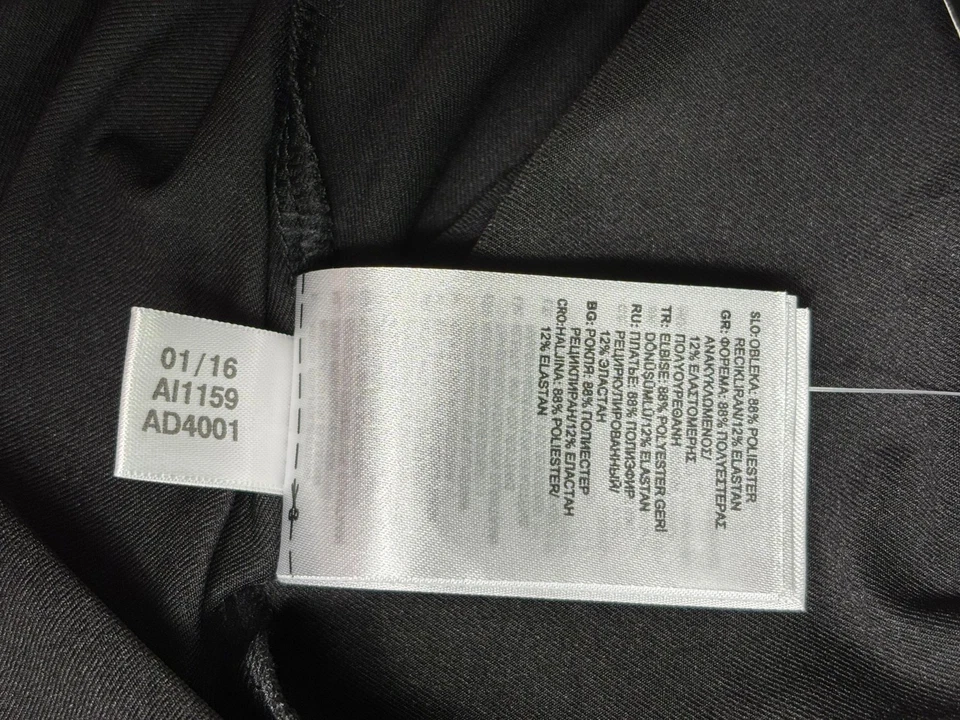 01/16
AI1159
AD4001
SLO:OBLEKA: 88% POLIESTER
RECIKLIRAN/12% ELASTAN
GR: ΦΟΡΕΜΑ: 88% ΠΟΛΥΕΣΤΕΡΑΣ
ΑΝΑΚΥΚΛΩΜΕΝΟΣ/
12% ΕΛΑΣΤΟΜΕΡΗΣ
ΠΟΛΥΟΥΡΕΘΑΝΗ
TR: ELBİSE: 88% POLYESTER GERİ
DÖNÜŞÜMLÜ/12% ELASTAN
RU: ПЛАТЬЕ: 88% ПОЛИЭФИР
РЕЦИРКУЛИРОВАННЫЙ/
12% ЭЛАСТАН
BG: РОКЛЯ: 88% ПОЛИЕСТЕР
РЕЦИКЛИРАН/12% ЕЛАСТАН
CRO:HALJINA: 88% POLIESTER/
12% ELASTAN